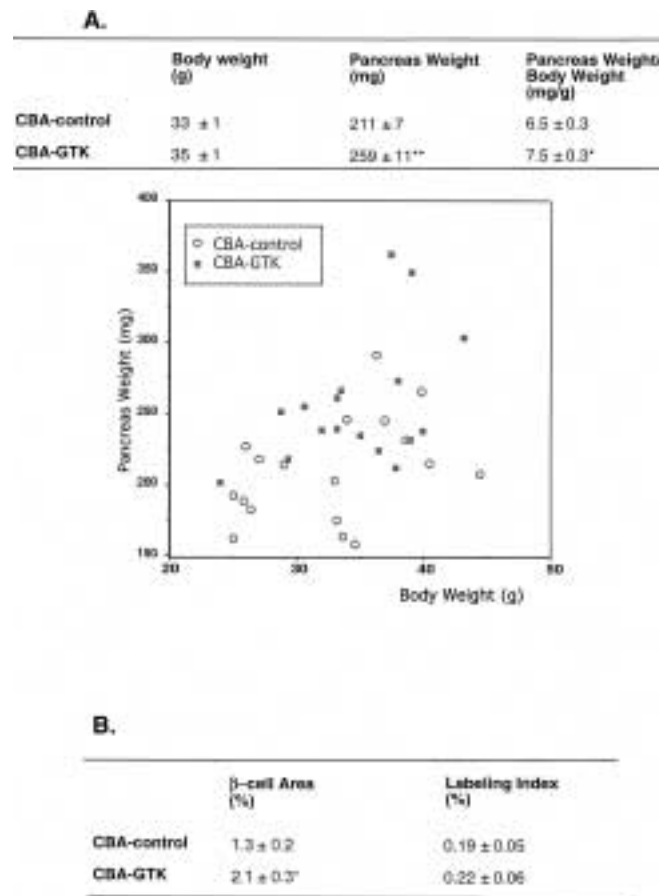 A.
Body weight Pancreas Weight Pancreas Weight/
(g) (mg) Body Weight
(mg/g)
CBA-control 33 ± 1 211 ± 7 6.5 ± 0.3
CBA-GTK 35 ± 1 259 ± 11** 7.5 ± 0.3*
400
350
300
250
200
150
Pancreas Weight (mg)
CBA-control
CBA-GTK
20 30 40 50
Body Weight (g)
B.
β-cell Area Labeling Index
(%) (%)
CBA-control 1.3 ± 0.2 0.19 ± 0.05
CBA-GTK 2.1 ± 0.3* 0.22 ± 0.06